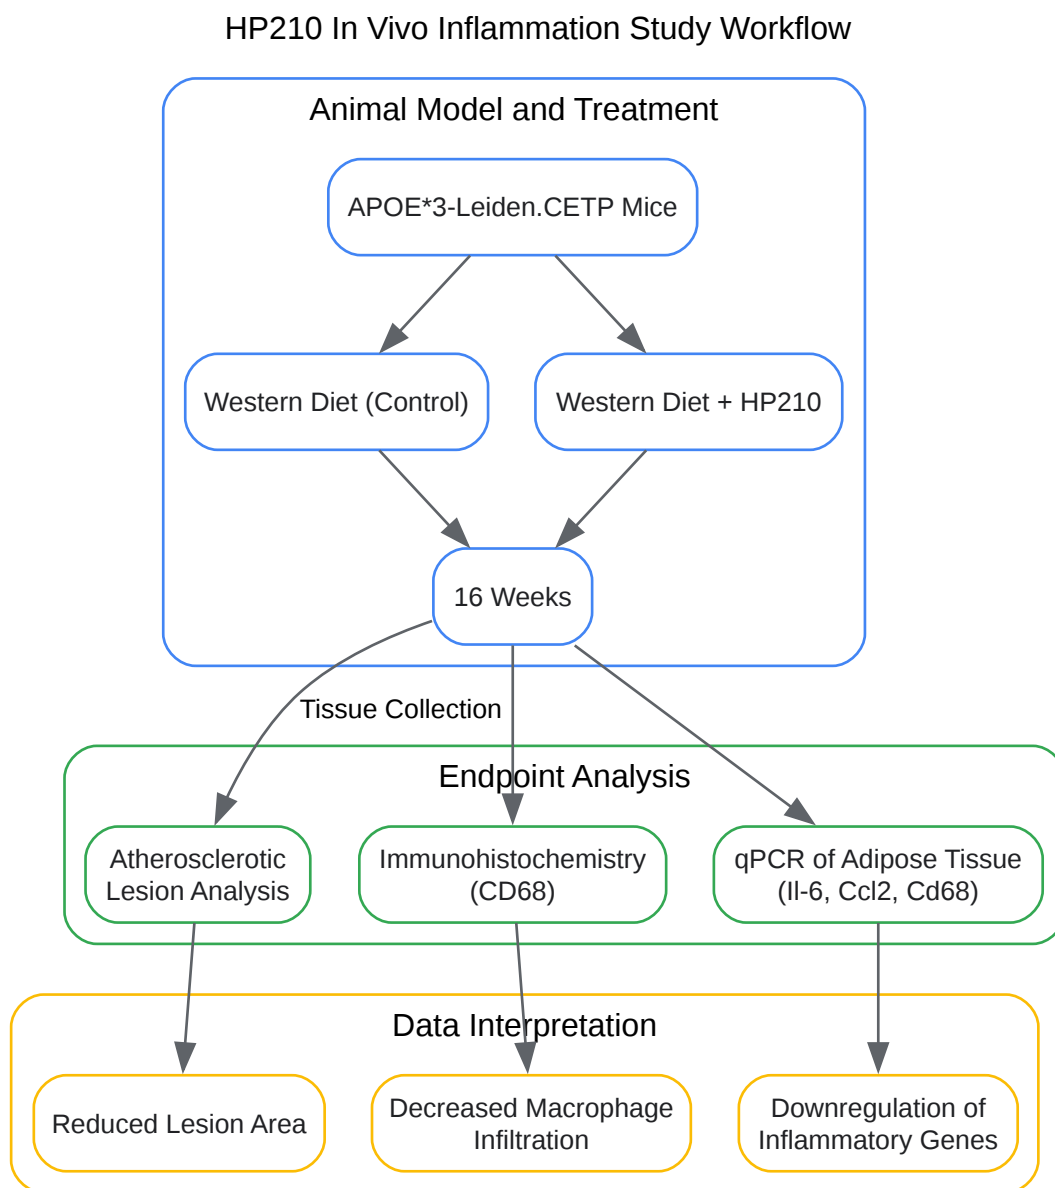 HP210 In Vivo Inflammation Study Workflow
Animal Model and Treatment
APOE*3-Leiden.CETP Mice
Western Diet (Control)
Western Diet + HP210
16 Weeks
Tissue Collection
Endpoint Analysis
Atherosclerotic
Lesion Analysis
Immunohistochemistry
(CD68)
qPCR of Adipose Tissue
(Il-6, Ccl2, Cd68)
Data Interpretation
Reduced Lesion Area
Decreased Macrophage
Infiltration
Downregulation of
Inflammatory Genes